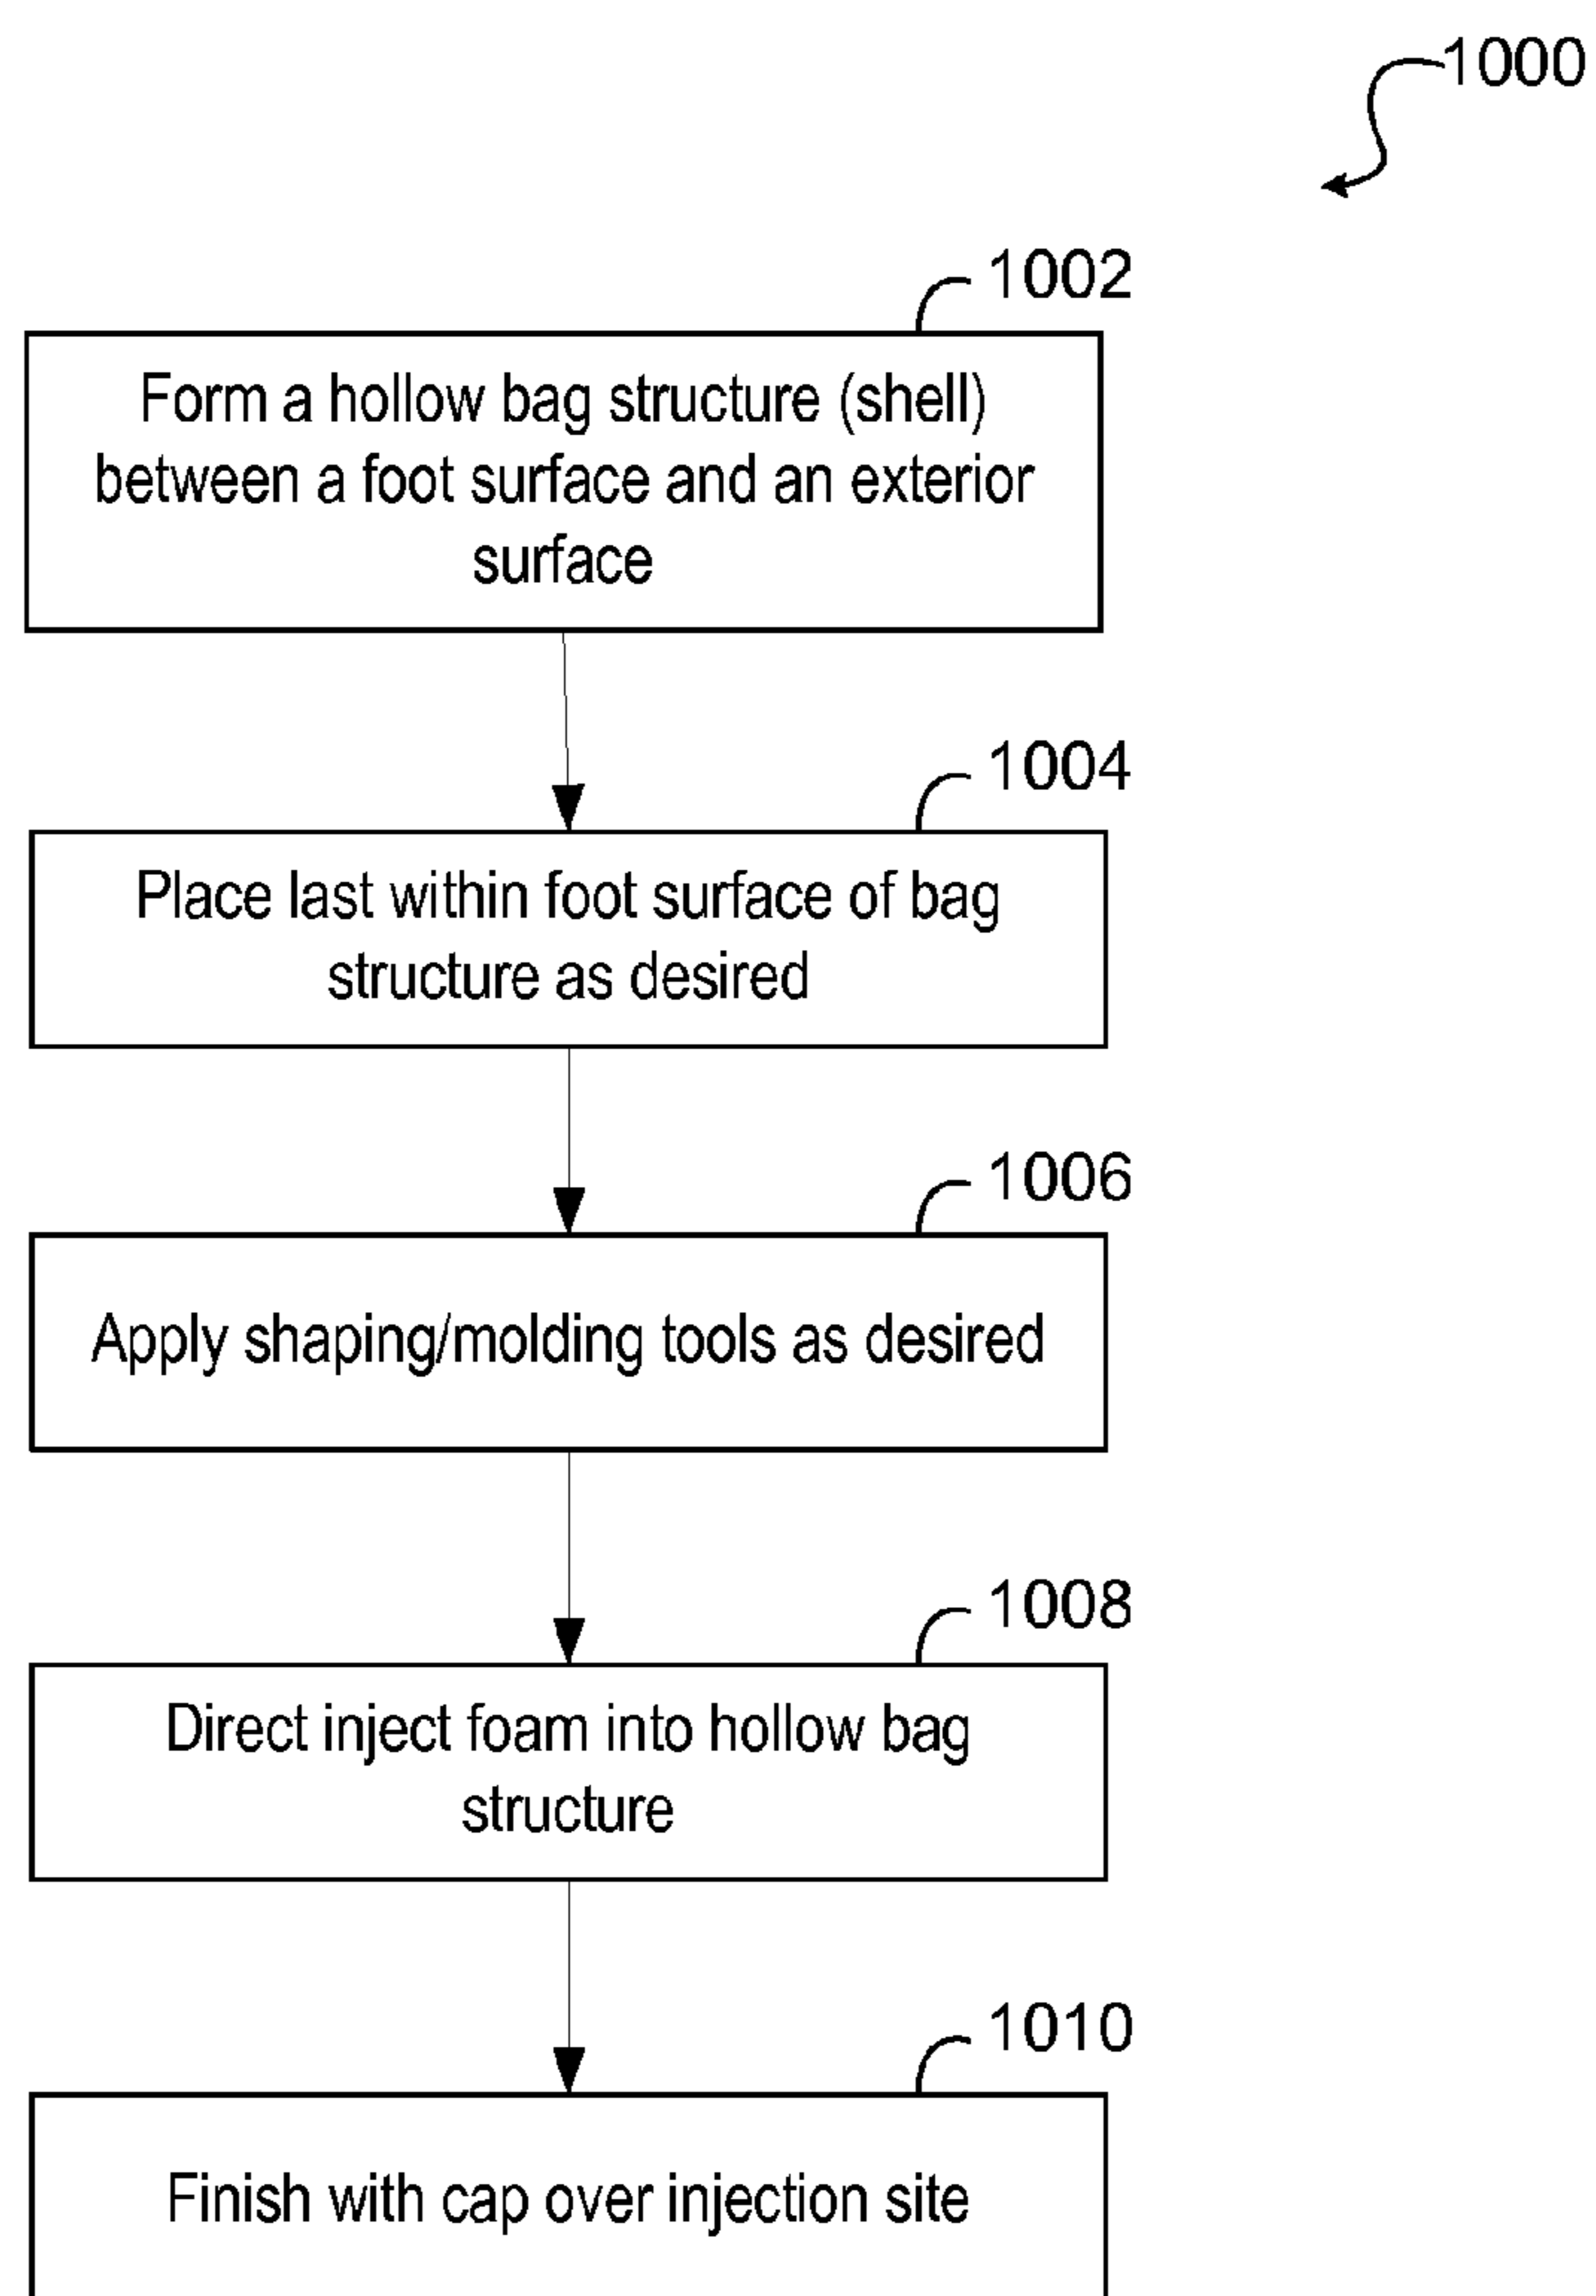 1000
1002
Form a hollow bag structure (shell)
between a foot surface and an exterior
surface
1004
Place last within foot surface of bag
structure as desired
1006
Apply shaping/molding tools as desired
1008
Direct inject foam into hollow bag
structure
1010
Finish with cap over injection site